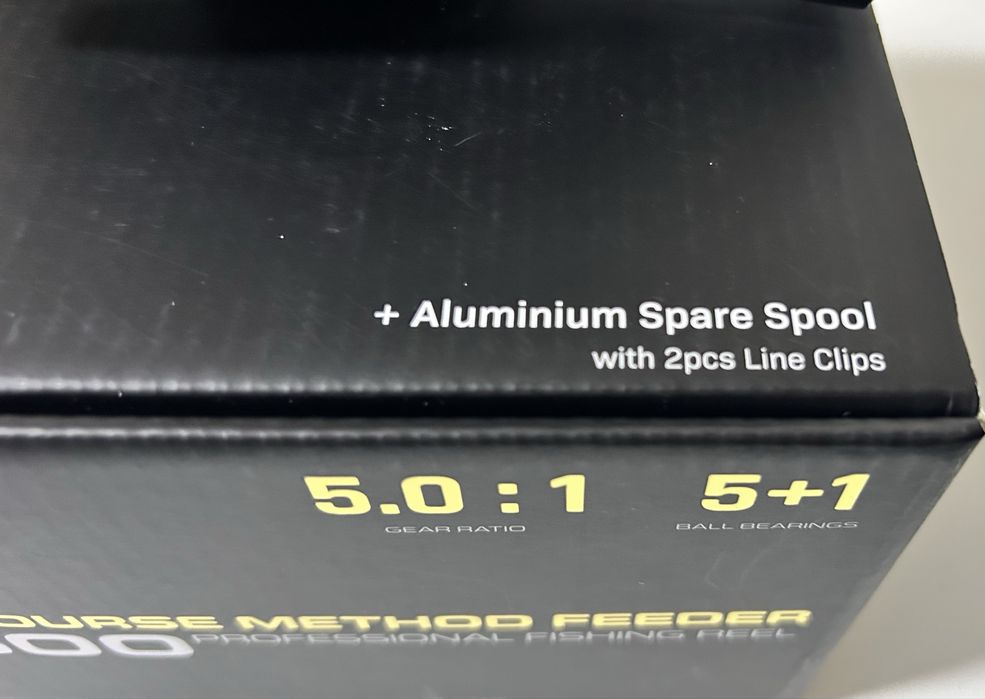 + Aluminium Spare Spool
with 2pcs Line Clips
5.0 : 1 5+1
GEAR RATIO BALL BEARINGS
METHOD FEEDER
PROFESSIONAL FISHING REEL